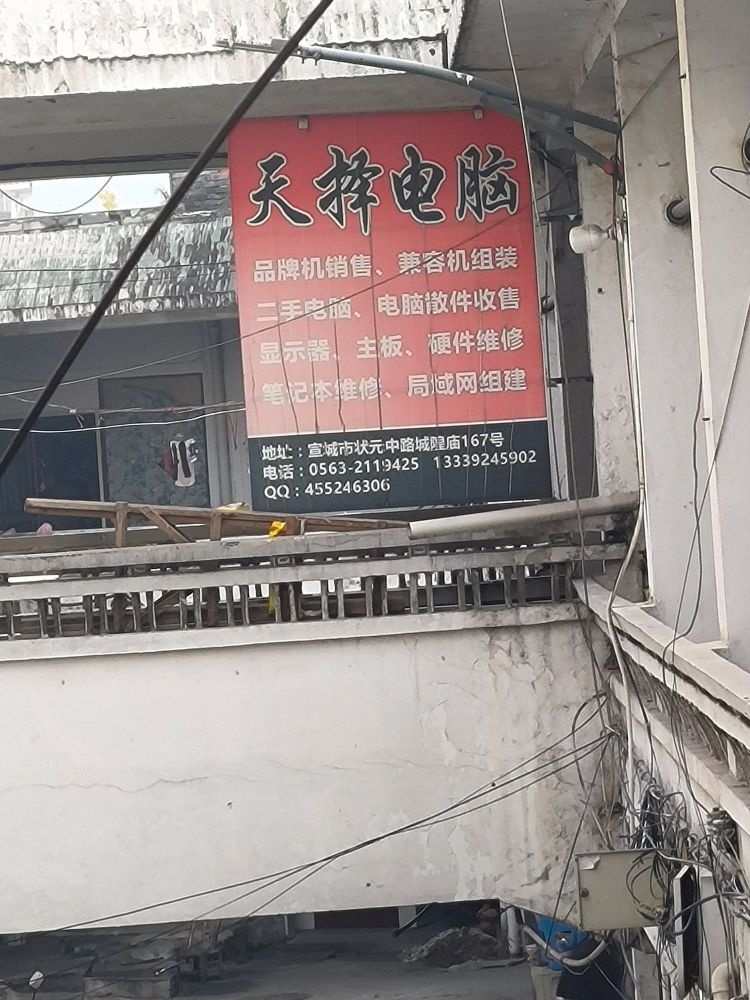 天择电脑
品牌机销售、兼容机组装
二手电脑、电脑散件收售
显示器、主板、硬件维修
笔记本维修、局域网组建
地址：宣城市状元中路城隍庙167号
电话：0563-2119425 13339245902
QQ：455246306